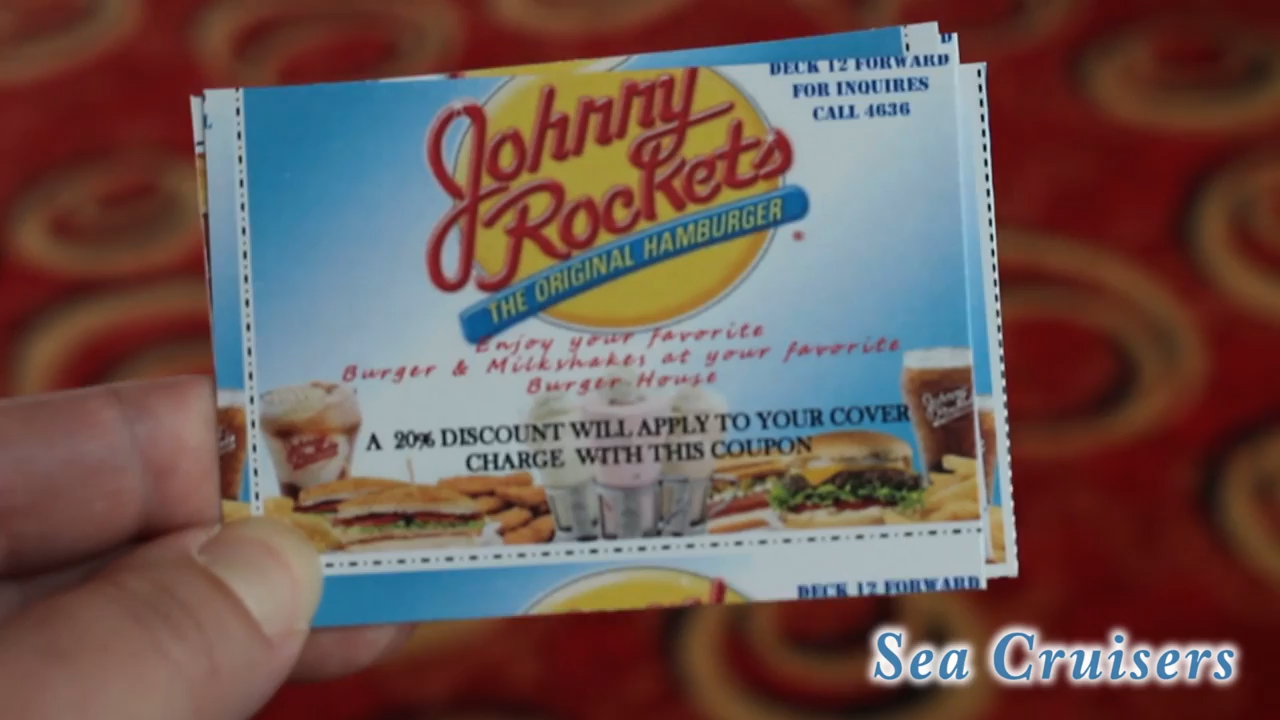 DECK 12 FORWARD
FOR INQUIRES
CALL 4636
Johnny
Rockets
THE ORIGINAL HAMBURGER
Enjoy your favorite
Burger & Milkshakes at your favorite
Burger House
A 20% DISCOUNT WILL APPLY TO YOUR COVER
CHARGE WITH THIS COUPON
Johnny
Rockets
DECK 12 FORWARD
Sea Cruisers